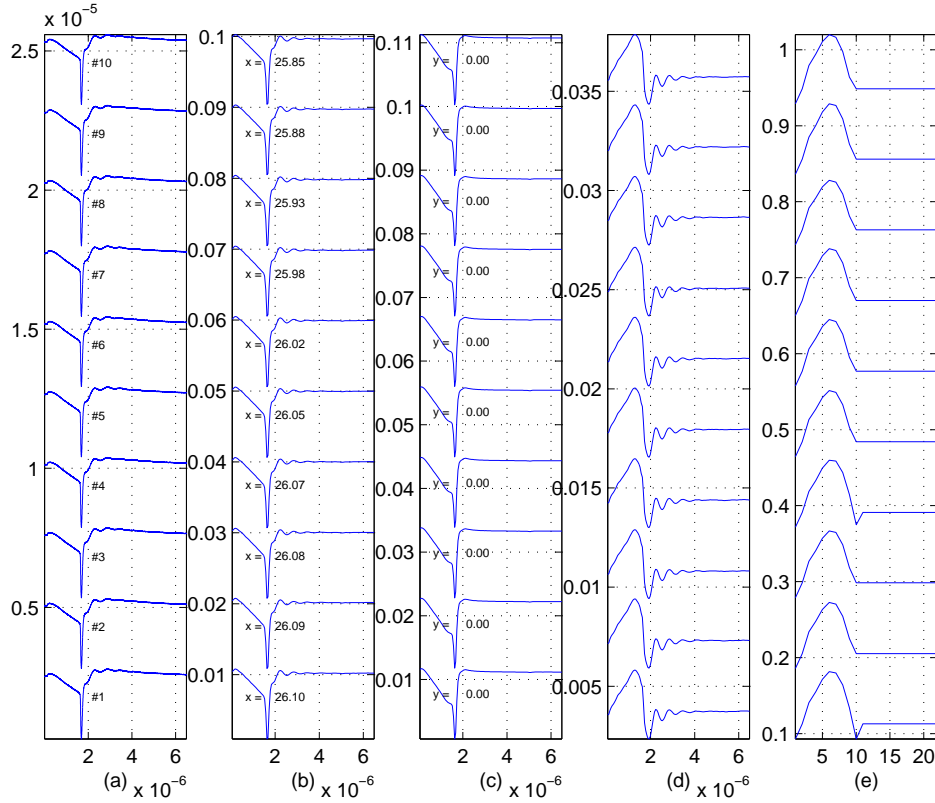 x 10 -5
2.5
2
1.5
1
0.5
#10
#9
#8
#7
#6
#5
#4
#3
#2
#1
2 4 6
(a)
x 10 -6
0.1
0.09
0.08
0.07
0.06
0.05
0.04
0.03
0.02
0.01
x = 25.85
x = 25.88
x = 25.93
x = 25.98
x = 26.02
x = 26.05
x = 26.07
x = 26.08
x = 26.09
x = 26.10
2 4 6
(b)
x 10 -6
0.11
0.1
0.09
0.08
0.07
0.06
0.05
0.04
0.03
0.02
0.01
y = 0.00
y = 0.00
y = 0.00
y = 0.00
y = 0.00
y = 0.00
y = 0.00
y = 0.00
y = 0.00
y = 0.00
2 4 6
(c)
x 10 -6
0.035
0.03
0.025
0.02
0.015
0.01
0.005
2 4 6
(d)
x 10 -6
1
0.9
0.8
0.7
0.6
0.5
0.4
0.3
0.2
0.1
5 10 15 20
(e)